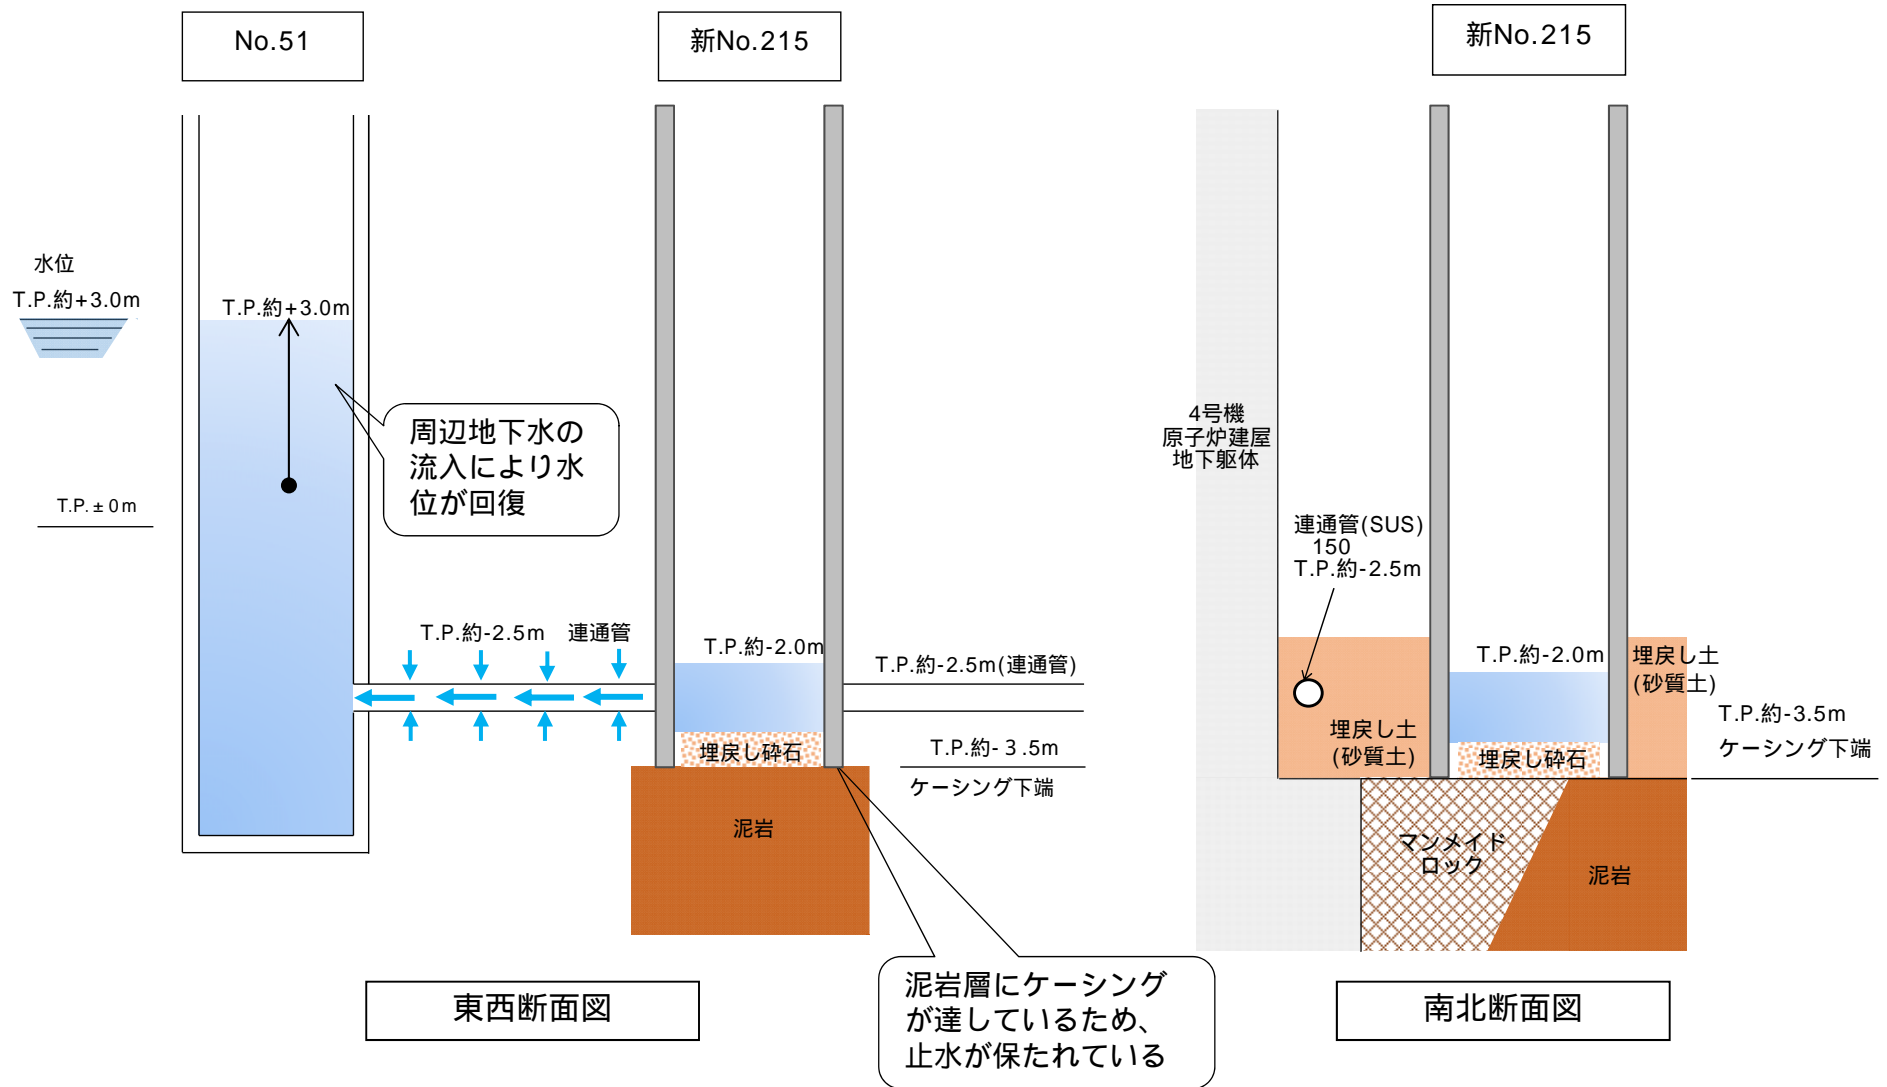 No.51
新No.215
新No.215
水位
T.P.約+3.0m
T.P.約+3.0m
周辺地下水の
流入により水
位が回復
T.P.±0m
T.P.約-2.5m 連通管
T.P.約-2.0m
T.P.約-2.5m(連通管)
埋戻し砕石
T.P.約-３.5m
ケーシング下端
泥岩
泥岩層にケーシング
が達しているため、
止水が保たれている
東西断面図
4号機
原子炉建屋
地下躯体
連通管(SUS)
150
T.P.約-2.5m
T.P.約-2.0m
埋戻し土
(砂質土)
埋戻し土
(砂質土)
埋戻し砕石
T.P.約-3.5m
ケーシング下端
マンメイド
ロック
泥岩
南北断面図